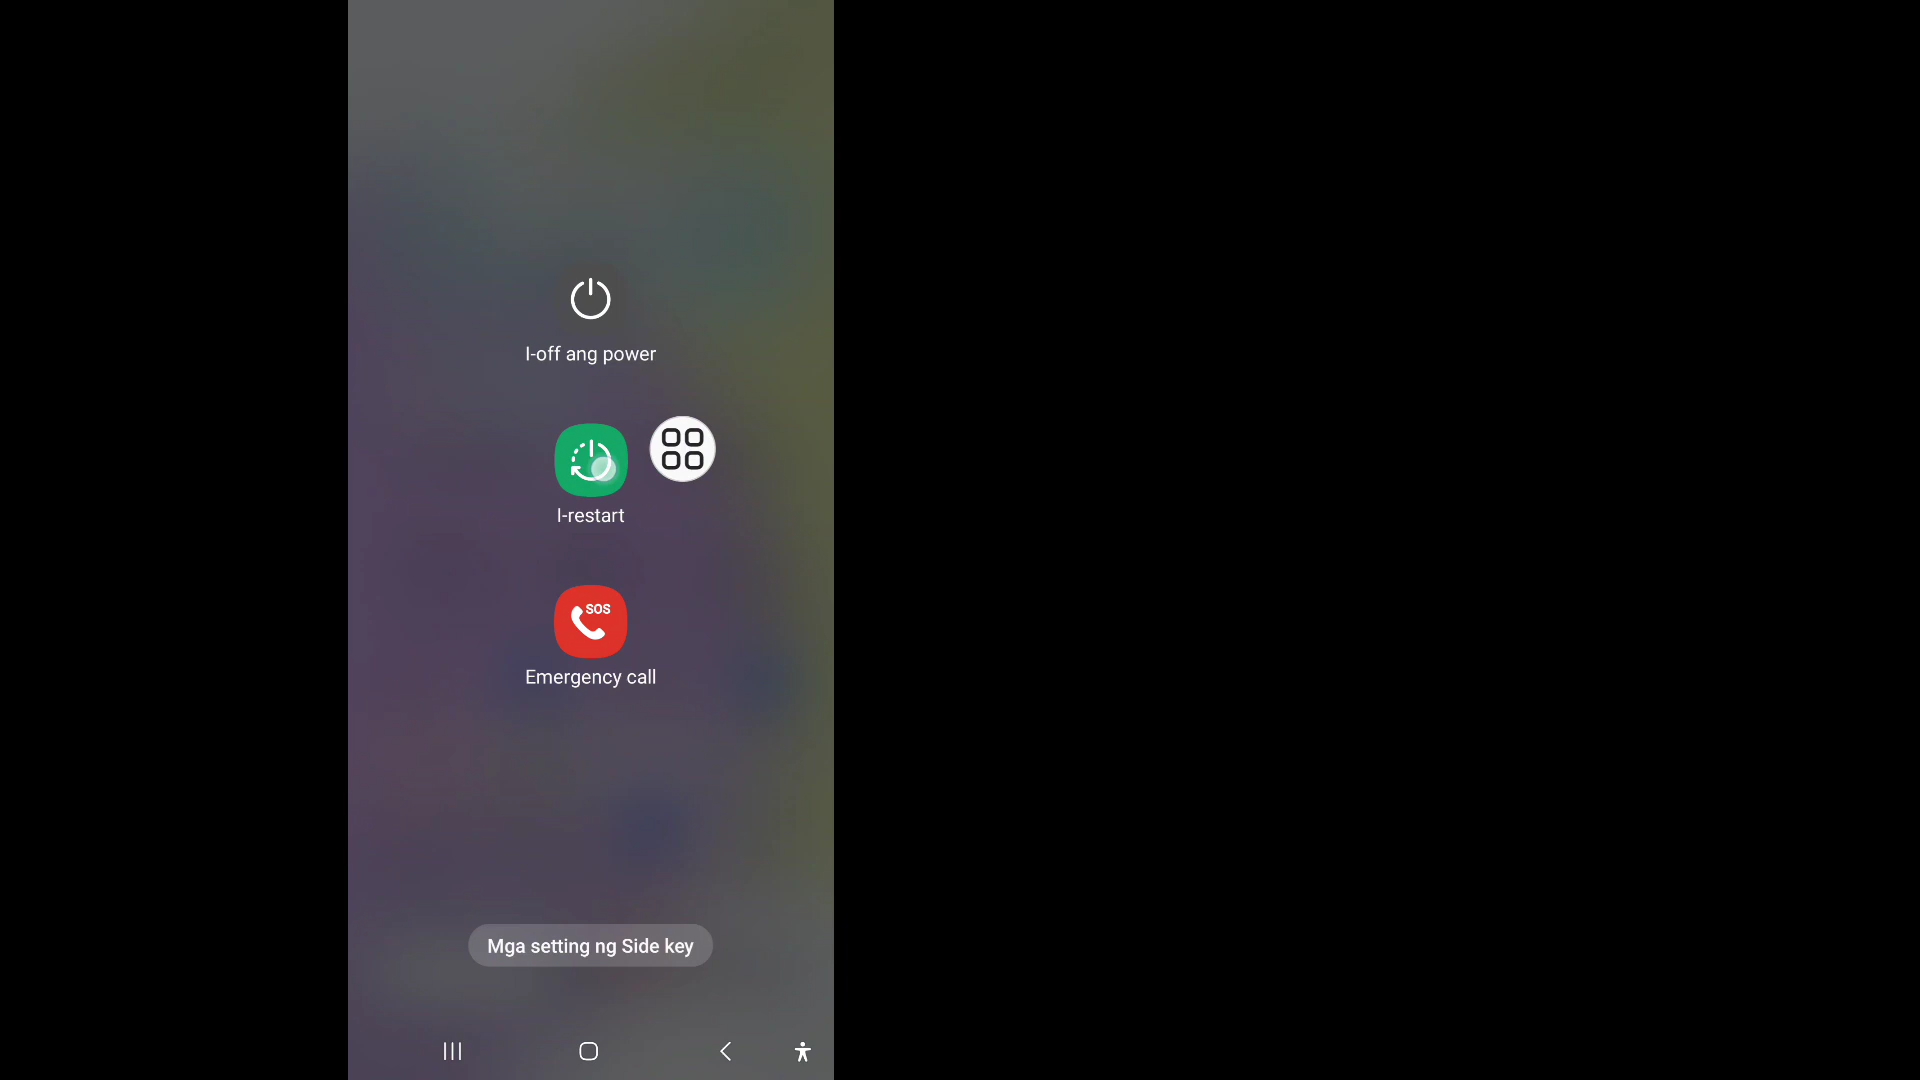 I-off ang power
I-restart
SOS
Emergency call
Mga setting ng Side key